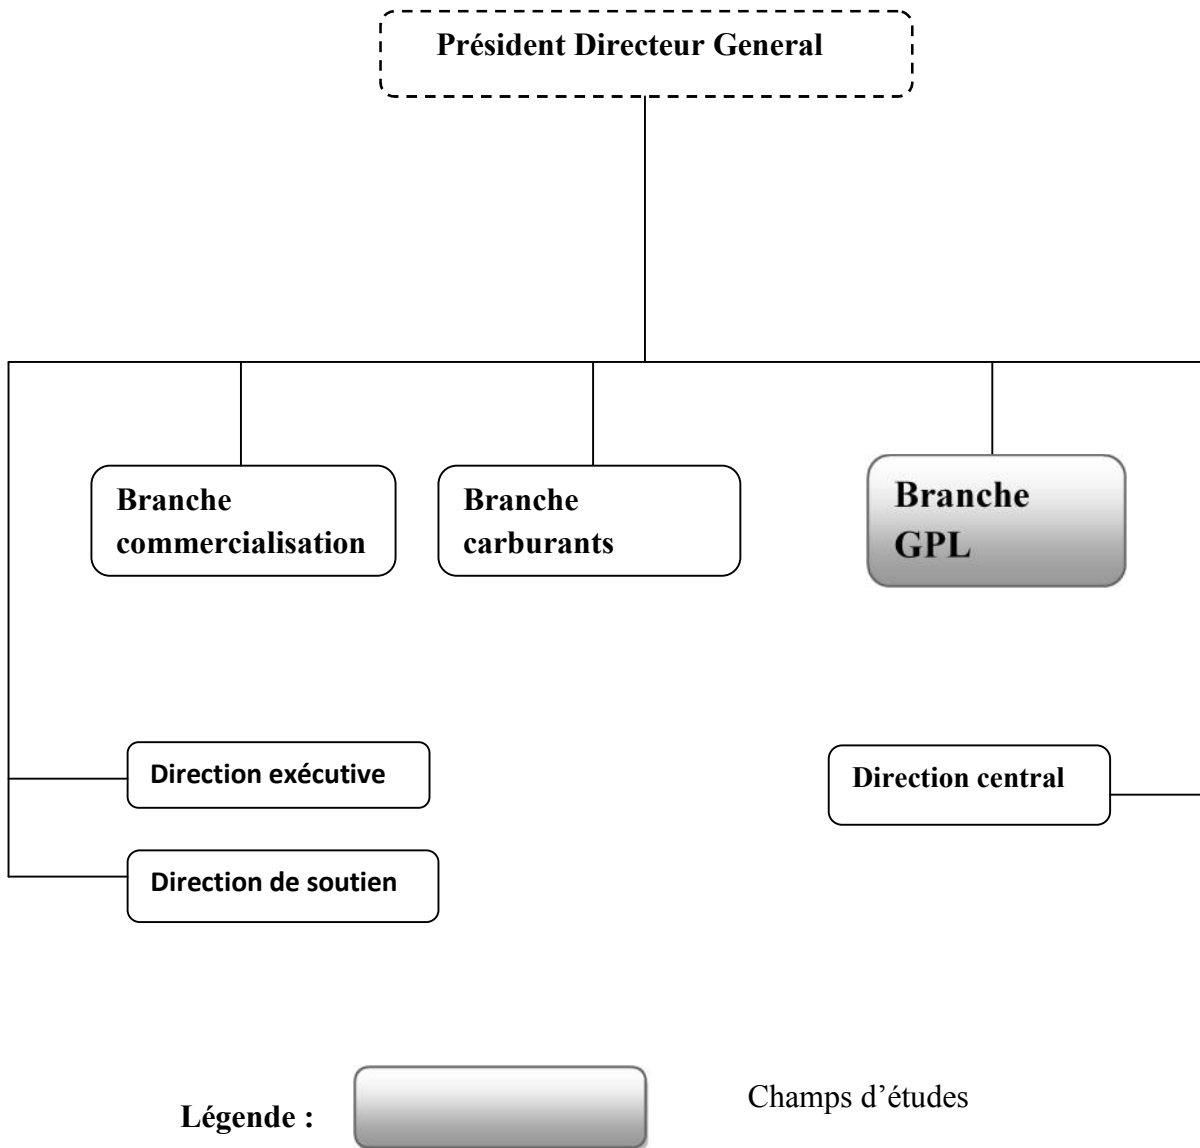 Président Directeur General
Branche
commercialisation
Branche
carburants
Branche
GPL
Direction exécutive
Direction central
Direction de soutien
Légende :
Champs d’études